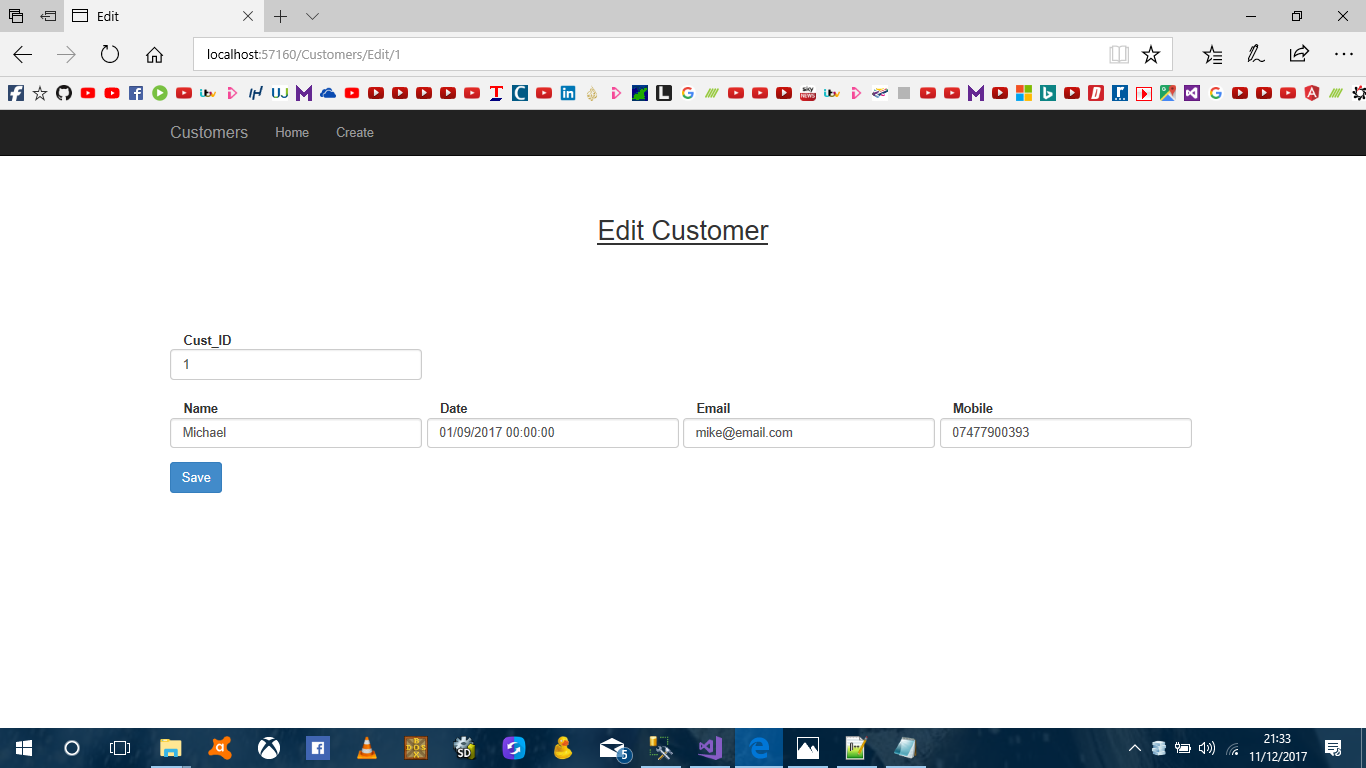 Edit
localhost:57160/Customers/Edit/1
Customers Home Create
Edit Customer
Cust_ID
1
Name Date Email Mobile
Michael 01/09/2017 00:00:00 mike@email.com 07477900393
Save
21:33
5
11/12/2017